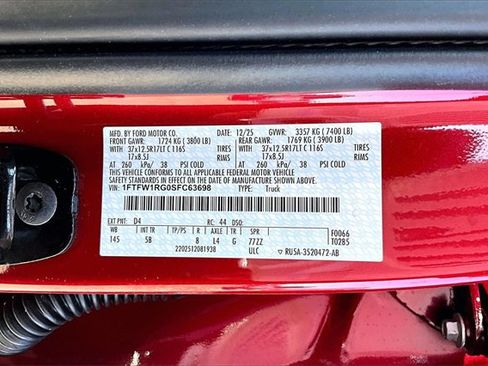 MFD. BY FORD MOTOR CO. 12/25 GVWR: 3357 KG ( 7400 LB)
FRONT GAWR: 1724 KG ( 3800 LB) REAR GAWR: 1769 KG ( 3900 LB)
WITH WITH
37x12.5R17LT C 116S TIRES 37x12.5R17LT C 116S TIRES
17x8.5J RIMS 17x8.5J RIMS
AT 260 kPa/ 38 PSI COLD AT 260 kPa/ 38 PSI COLD
THIS VEHICLE CONFORMS TO ALL APPLICABLE FEDERAL MOTOR VEHICLE
SAFETY STANDARDS IN EFFECT ON THE DATE OF MANUFACTURE
SHOWN ABOVE.
VIN: 1FTFW1RG0SFC63698 TYPE: Truck
EXT PNT: D4 RC: 44 DSO:
WB INT TR TP/PS R AXLE TR SPR F0066
145 5B 8 L4 G 77ZZ T0285
2202512081938 ULC RU5A-3520472-AB